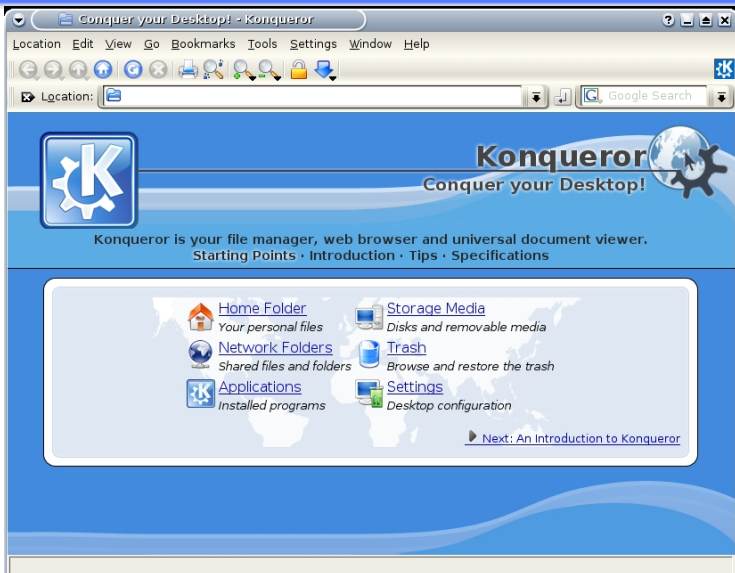 Conquer your Desktop! - Konqueror
Location Edit View Go Bookmarks Tools Settings Window Help
Location:
Google Search
Konqueror
Conquer your Desktop!
Konqueror is your file manager, web browser and universal document viewer.
Starting Points · Introduction · Tips · Specifications
Home Folder
Your personal files
Storage Media
Disks and removable media
Network Folders
Shared files and folders
Trash
Browse and restore the trash
Applications
Installed programs
Settings
Desktop configuration
Next: An Introduction to Konqueror